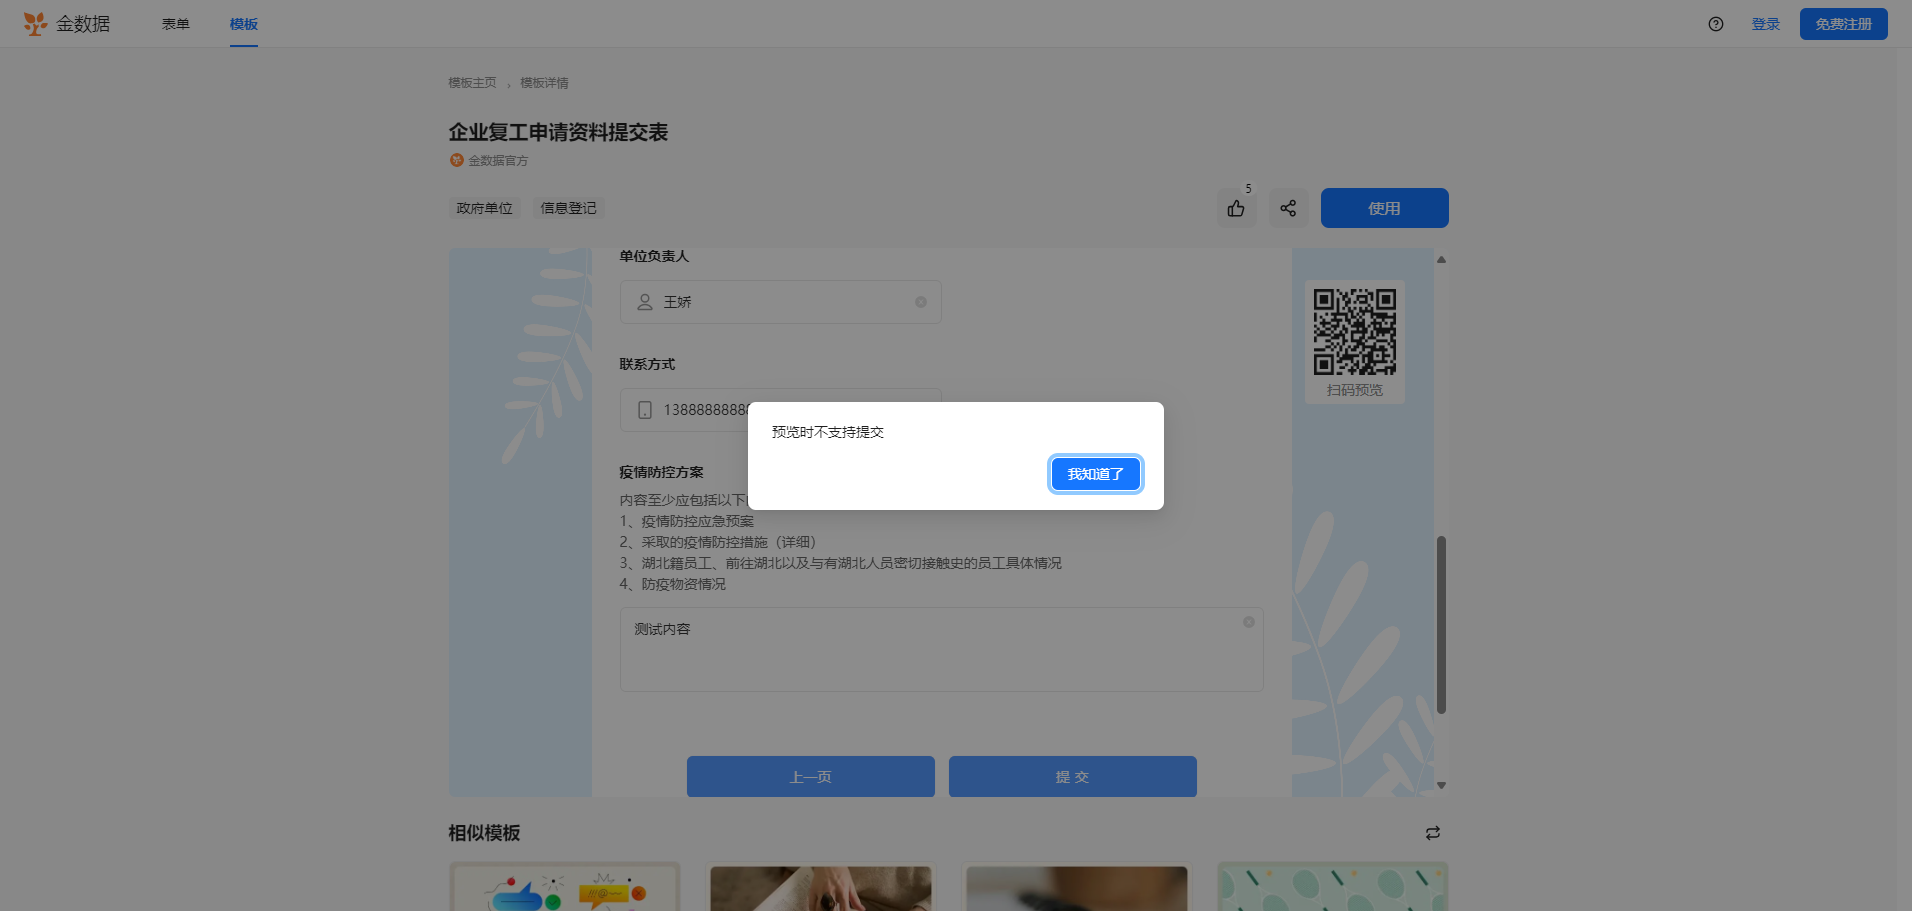 金数据
表单
模板
登录
免费注册
模板主页 › 模板详情
企业复工申请资料提交表
金数据官方
政府单位
信息登记
5
使用
单位负责人
王娇
扫码预览
联系方式
1388888888
预览时不支持提交
我知道了
疫情防控方案
内容至少应包括以下
1、疫情防控应急预案
2、采取的疫情防控措施（详细）
3、湖北籍员工、前往湖北以及与有湖北人员密切接触史的员工具体情况
4、防疫物资情况
测试内容
上一页
提 交
相似模板